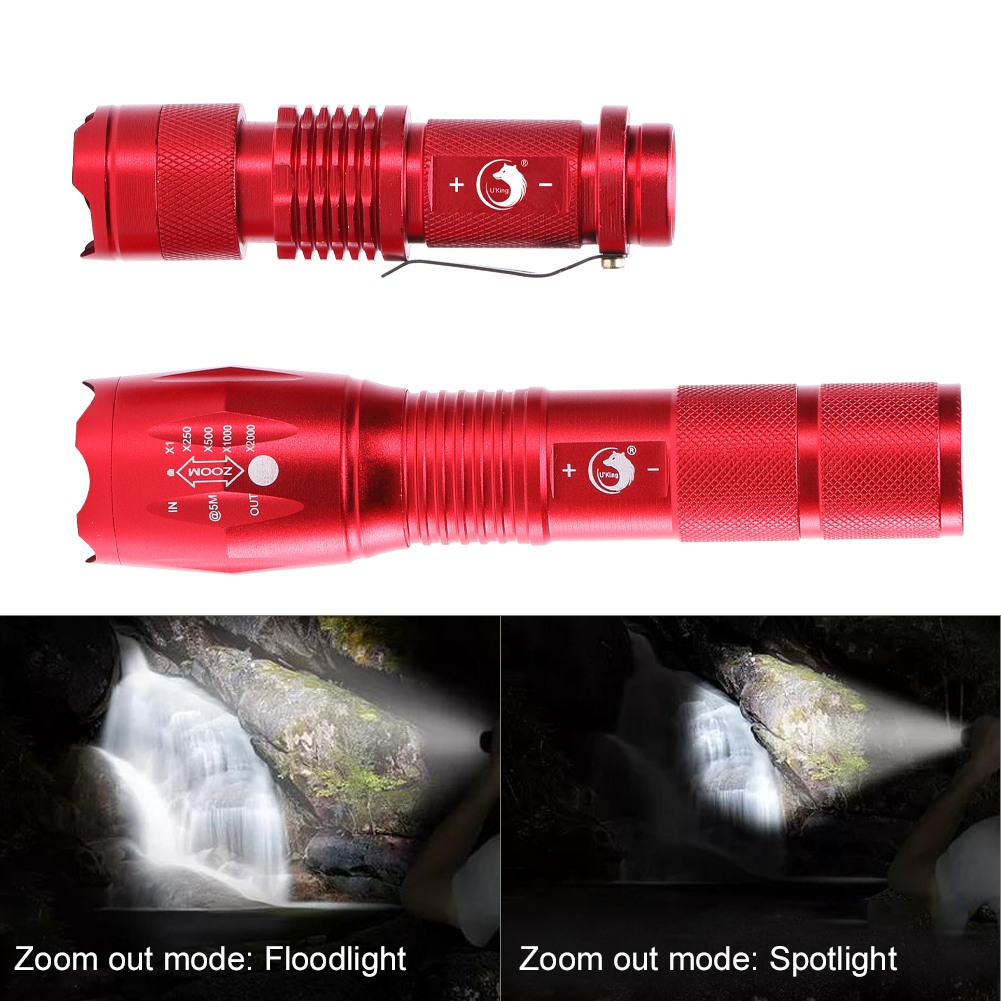 + U'King ® −
X1
X250
X500
X1000
X2000
ZOOM
IN
@5M
OUT
+ U'King ® −
Zoom out mode: Floodlight
Zoom out mode: Spotlight